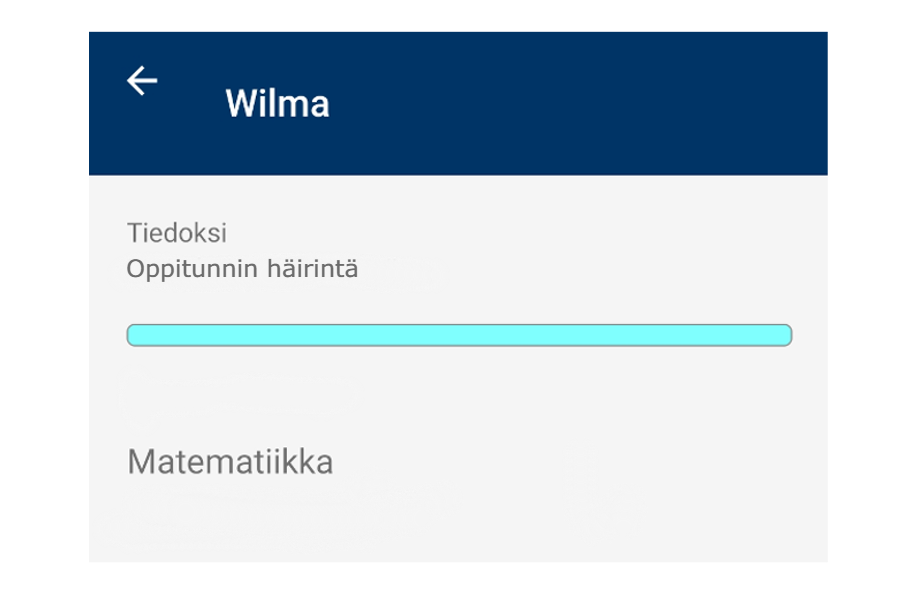 Wilma
Tiedoksi
Oppitunnin häirintä
Matematiikka